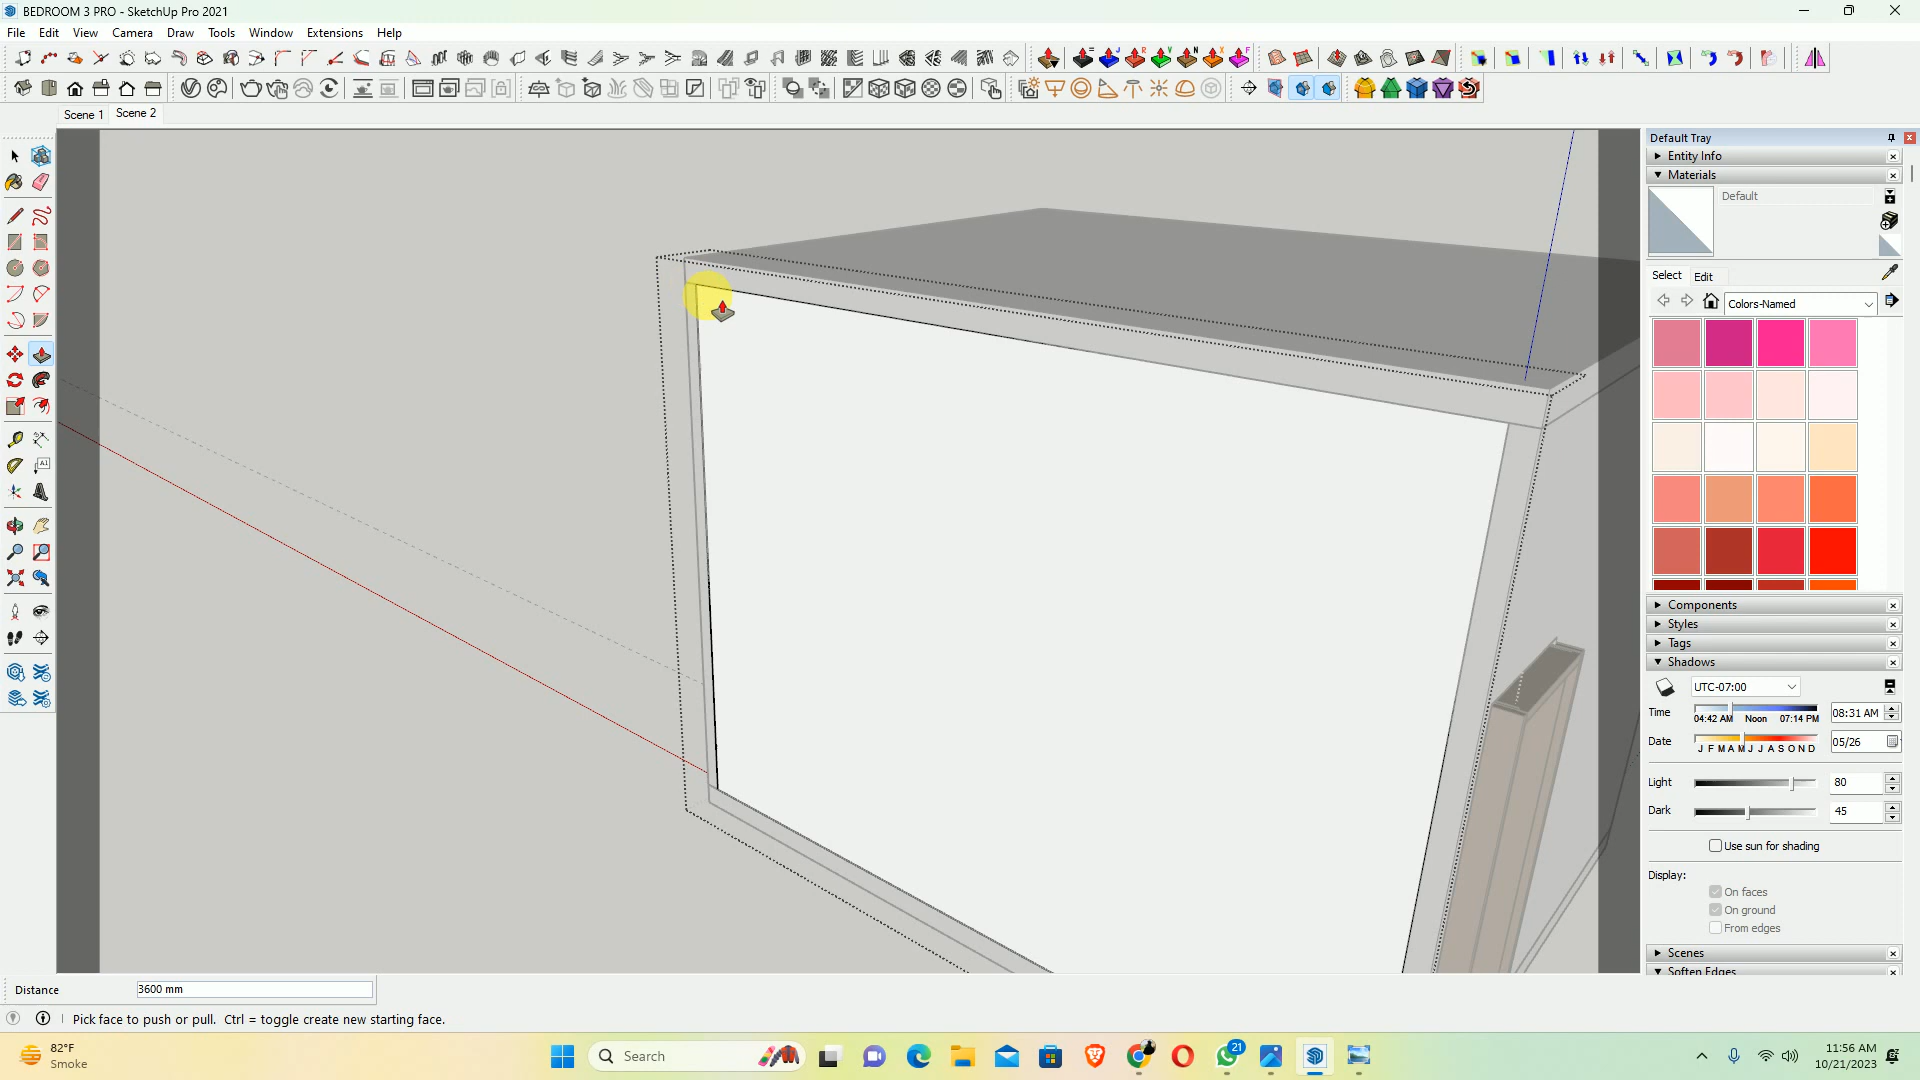 BEDROOM 3 PRO - SketchUp Pro 2021
File Edit View Camera Draw Tools Window Extensions Help
Scene 1 Scene 2
Default Tray
Entity Info
Materials
Default
Select Edit
Colors-Named
Components
Styles
Tags
Shadows
UTC-07:00
Time 04:42 AM Noon 07:14 PM 08:31 AM
Date J F M A M J J A S O N D 05/26
Light 80
Dark 45
Use sun for shading
Display:
On faces
On ground
From edges
Scenes
Soften Edges
Distance 3600 mm
Pick face to push or pull. Ctrl = toggle create new starting face.
82°F
Smoke
Search
21
11:56 AM
10/21/2023